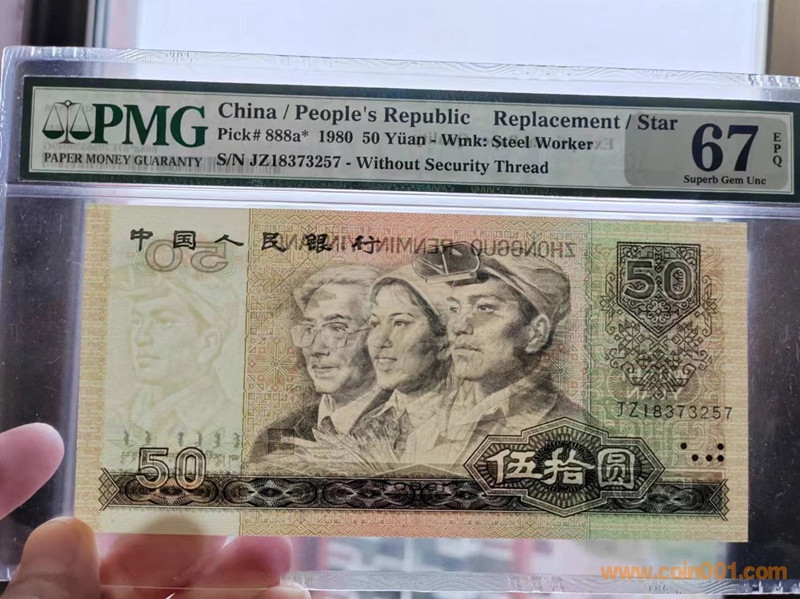 PMG
PAPER MONEY GUARANTY
China / People's Republic Replacement / Star
Pick# 888a* 1980 50 Yüan - Wmk: Steel Worker
S/N JZ18373257 - Without Security Thread
67
EPQ
Superb Gem Unc
中国人民银行
ZHONGGUO RENMIN YINHANG
50
50
50
JZ18373257
50
伍拾圆
www.coin001.com